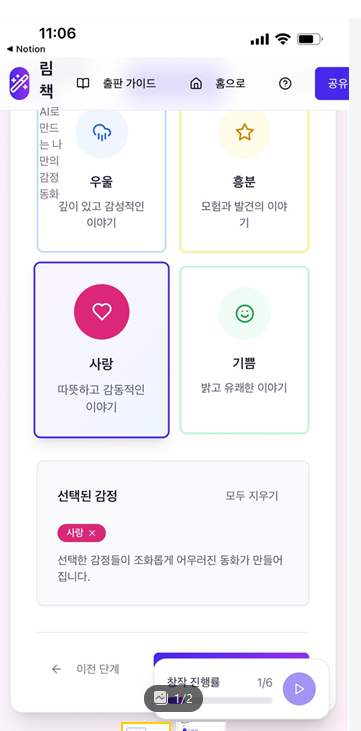 11:06
◀ Notion
림
책
출판 가이드
홈으로
공유
AI로
만드
는 나
만의
감정
동화
우울
깊이 있고 감성적인
이야기
흥분
모험과 발견의 이야
기
사랑
따뜻하고 감동적인
이야기
기쁨
밝고 유쾌한 이야기
선택된 감정
모두 지우기
사랑 ×
선택한 감정들이 조화롭게 어우러진 동화가 만들어
집니다.
← 이전 단계
창작 진행률
1/6
1/2